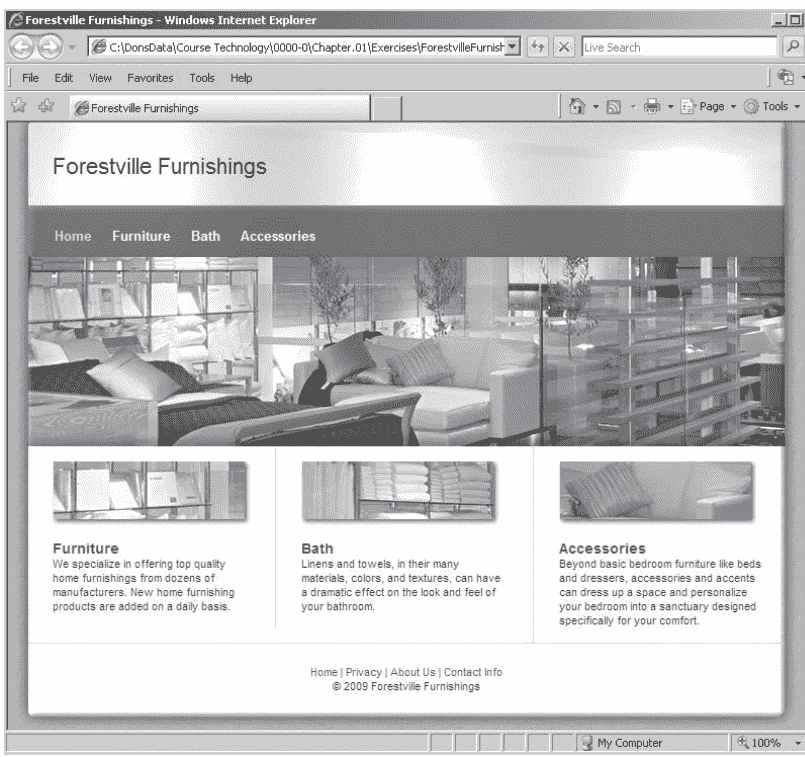 Forestville Furnishings - Windows Internet Explorer
C:\DonsData\Course Technology\0000-0\Chapter.01\Exercises\ForestvilleFurnish
Live Search
File Edit View Favorites Tools Help
Forestville Furnishings
Page Tools
Forestville Furnishings
Home Furniture Bath Accessories
Furniture
We specialize in offering top quality
home furnishings from dozens of
manufacturers. New home furnishing
products are added on a daily basis.
Bath
Linens and towels, in their many
materials, colors, and textures, can have
a dramatic effect on the look and feel of
your bathroom.
Accessories
Beyond basic bedroom furniture like beds
and dressers, accessories and accents
can dress up a space and personalize
your bedroom into a sanctuary designed
specifically for your comfort.
Home | Privacy | About Us | Contact Info
© 2009 Forestville Furnishings
My Computer
100%